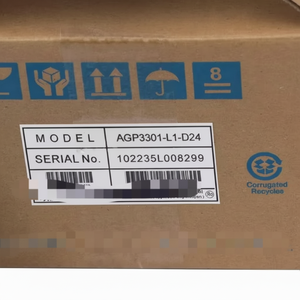 8
MODEL AGP3301-L1-D24
SERIAL No. 102235L008299
Corrugated
Recycles